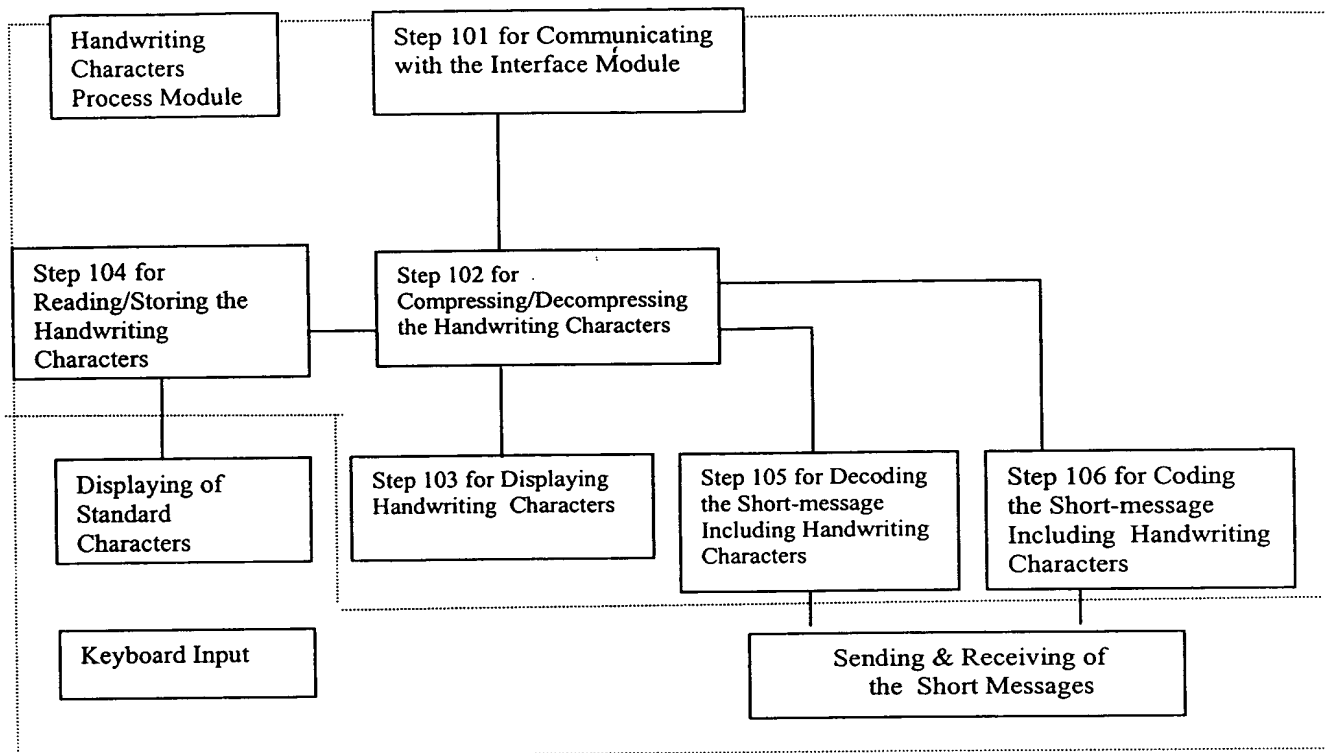 Handwriting
Characters
Process Module
Step 101 for Communicating
with the Interface Module
Step 104 for
Reading/Storing the
Handwriting
Characters
Step 102 for
Compressing/Decompressing
the Handwriting Characters
Displaying of
Standard
Characters
Step 103 for Displaying
Handwriting Characters
Step 105 for Decoding
the Short-message
Including Handwriting
Characters
Step 106 for Coding
the Short-message
Including Handwriting
Characters
Keyboard Input
Sending & Receiving of
the Short Messages